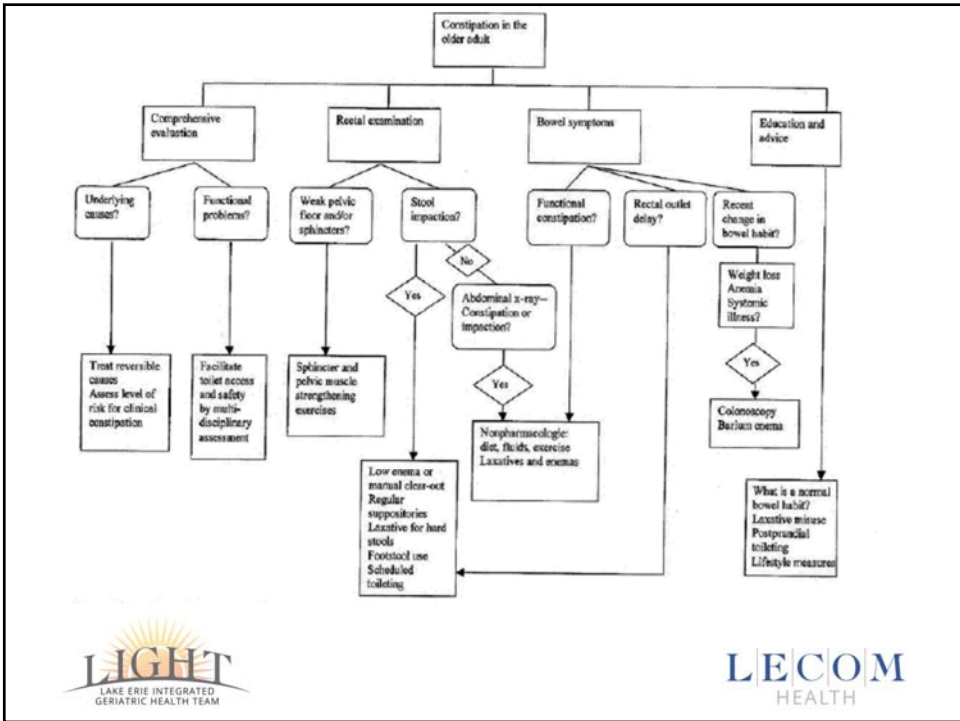 Constipation in the
older adult
Comprehensive
evaluation
Rectal examination
Bowel symptoms
Education and
advice
Underlying
causes?
Functional
problems?
Weak pelvic
floor and/or
sphincters?
Stool
impaction?
Functional
constipation?
Rectal outlet
delay?
Recent
change in
bowel habit?
No
Yes
Abdominal x-ray—
Constipation or
impaction?
Weight loss
Anemia
Systemic
illness?
Treat reversible
causes
Assess level of
risk for clinical
constipation
Facilitate
toilet access
and safety
by multi-
disciplinary
assessment
Sphincter and
pelvic muscle
strengthening
exercises
Yes
Yes
Nonpharmacologic:
diet, fluids, exercise
Laxatives and enemas
Colonoscopy
Barium enema
Low enema or
manual clear-out
Regular
suppositories
Laxative for hard
stools
Footstool use
Scheduled
toileting
What is a normal
bowel habit?
Laxative misuse
Postprandial
toileting
Lifestyle measures
LIGHT
LAKE ERIE INTEGRATED
GERIATRIC HEALTH TEAM
LECOM
HEALTH